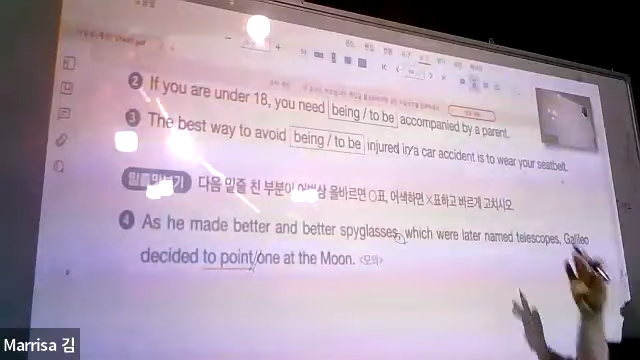 ❷ If you are under 18, you need being / to be accompanied by a parent.
❸ The best way to avoid being / to be injured in a car accident is to wear your seatbelt.
다음 밑줄 친 부분이 어법상 올바르면 ○표, 어색하면 ×표하고 바르게 고치시오
❹ As he made better and better spyglasses, which were later named telescopes, Galileo
decided to point one at the Moon. <모의>
Marrisa 김